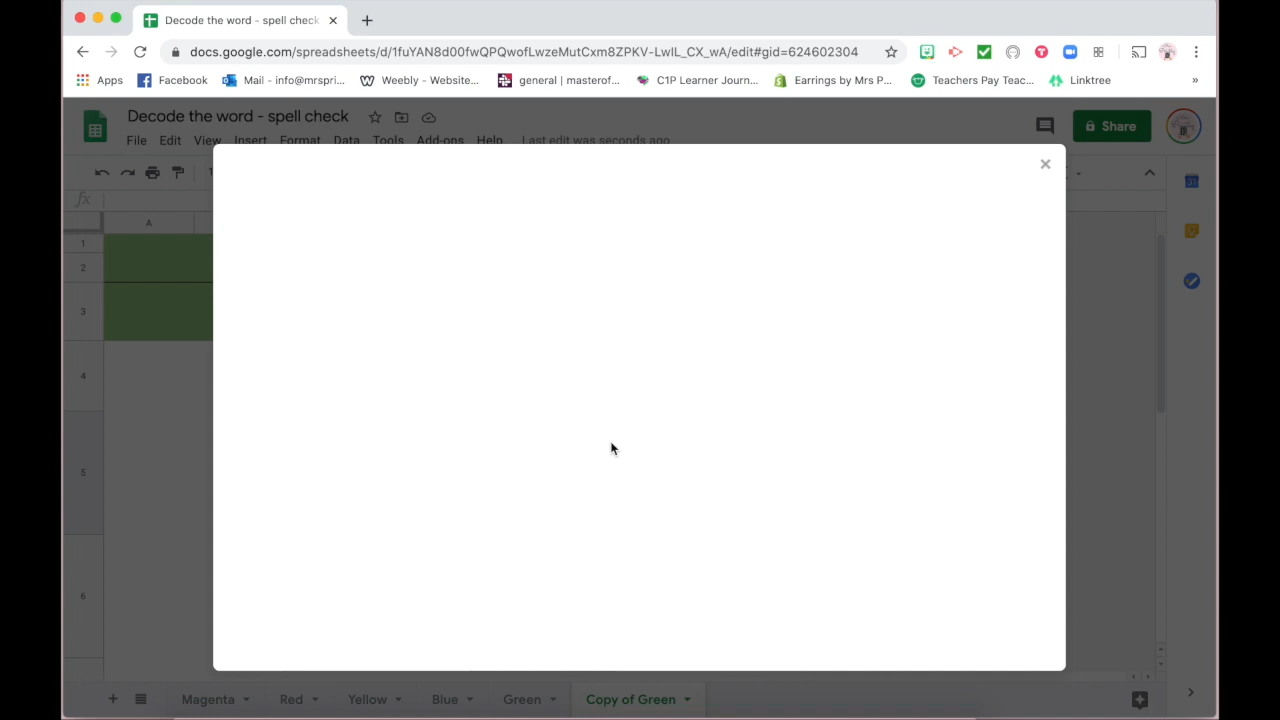 Decode the word - spell check
docs.google.com/spreadsheets/d/1fuYAN8d00fwQPQwofLwzeMutCxm8ZPKV-LwIL_CX_wA/edit#gid=624602304
Apps Facebook Mail - info@mrspri... Weebly - Website... general | masterof... C1P Learner Journ... Earrings by Mrs P... Teachers Pay Teac... Linktree »
Decode the word - spell check
Share
File Edit View Insert Format Data Tools Add-ons Help Last edit was seconds ago
fx
A
1
2
3
4
5
6
Magenta Red Yellow Blue Green Copy of Green